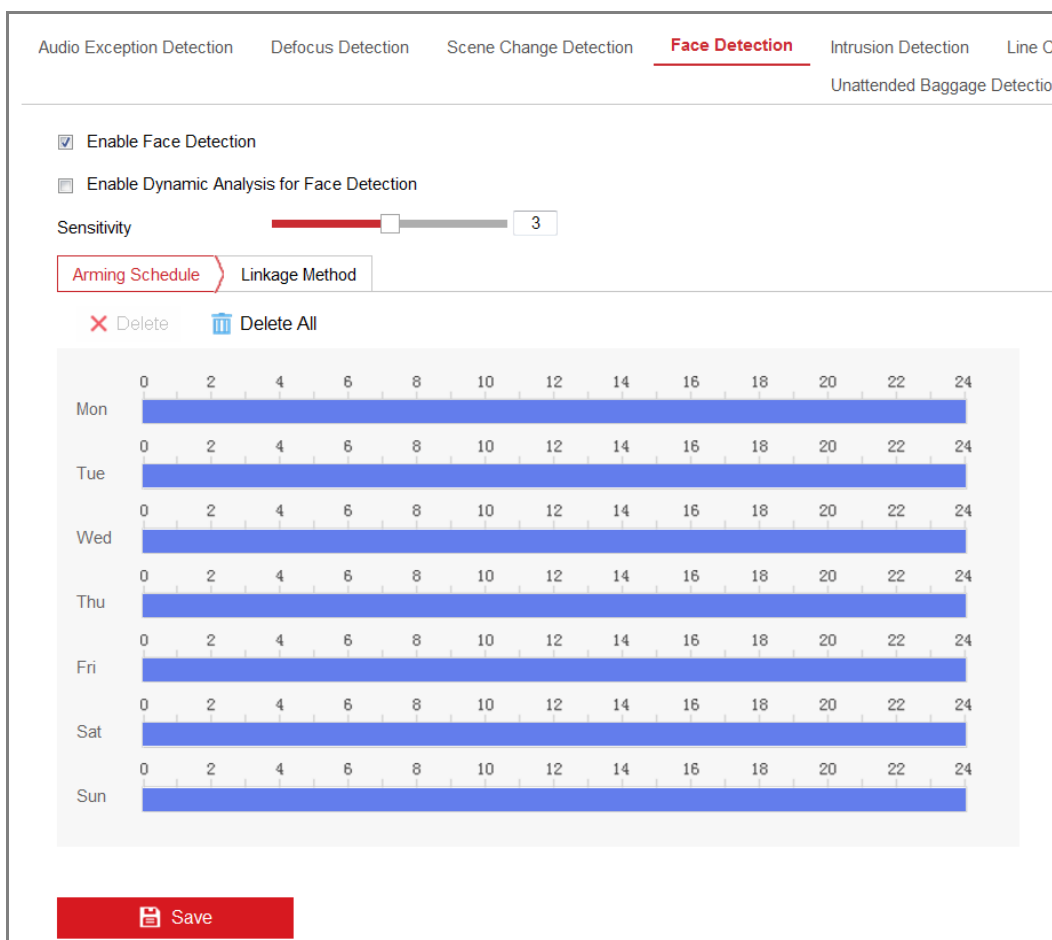 Audio Exception Detection Defocus Detection Scene Change Detection Face Detection Intrusion Detection Line C
Unattended Baggage Detectio
Enable Face Detection
Enable Dynamic Analysis for Face Detection
Sensitivity 3
Arming Schedule Linkage Method
Delete Delete All
0 2 4 6 8 10 12 14 16 18 20 22 24
Mon
0 2 4 6 8 10 12 14 16 18 20 22 24
Tue
0 2 4 6 8 10 12 14 16 18 20 22 24
Wed
0 2 4 6 8 10 12 14 16 18 20 22 24
Thu
0 2 4 6 8 10 12 14 16 18 20 22 24
Fri
0 2 4 6 8 10 12 14 16 18 20 22 24
Sat
0 2 4 6 8 10 12 14 16 18 20 22 24
Sun
Save